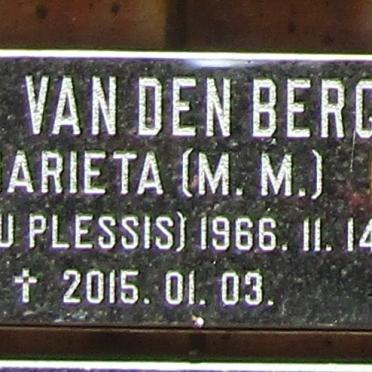 VAN DEN BERG
ARIETA (M. M.)
U PLESSIS) 1966. 11. 14
† 2015. 01. 03.